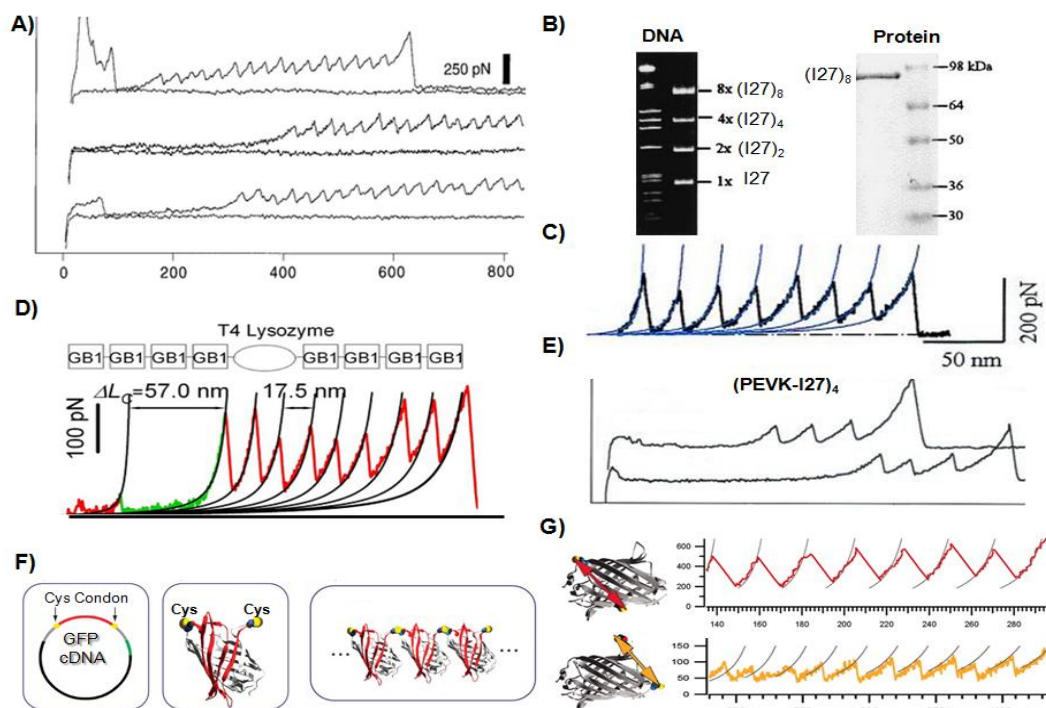 A)
250 pN
0 200 400 600 800
B)
DNA
8x (I27)8
4x (I27)4
2x (I27)2
1x I27
Protein
(I27)8
98 kDa
64
50
36
30
C)
200 pN
50 nm
D)
T4 Lysozyme
GB1 GB1 GB1 GB1 GB1 GB1 GB1 GB1
ΔLC=57.0 nm 17.5 nm
100 pN
E)
(PEVK-I27)4
F)
Cys Condon
GFP
cDNA
Cys Cys
... ...
G)
600
400
200
0
140 160 180 200 220 240 260 280
150
100
50
0